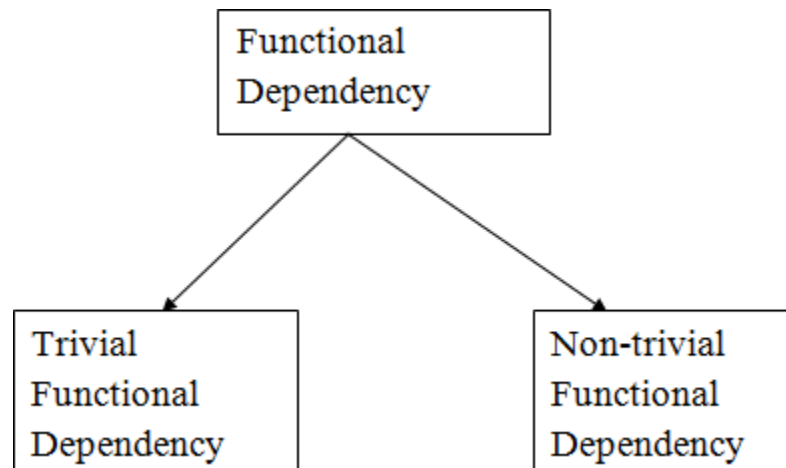 Functional
Dependency
Trivial
Functional
Dependency
Non-trivial
Functional
Dependency